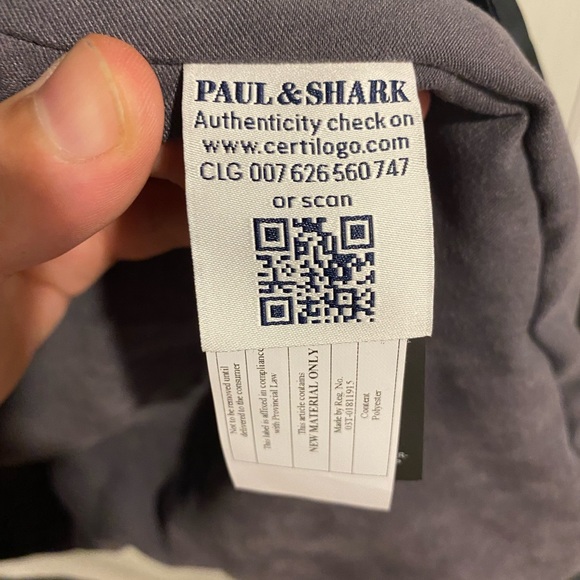 PAUL & SHARK
Authenticity check on
www.certilogo.com
CLG 007 626 560 747
or scan
Not to be removed until
delivered to the consumer
This label is affixed in compliance
with Provincial Law
This article contains
NEW MATERIAL ONLY
Made by Reg. No.
03T-01811915
Content
Polyester